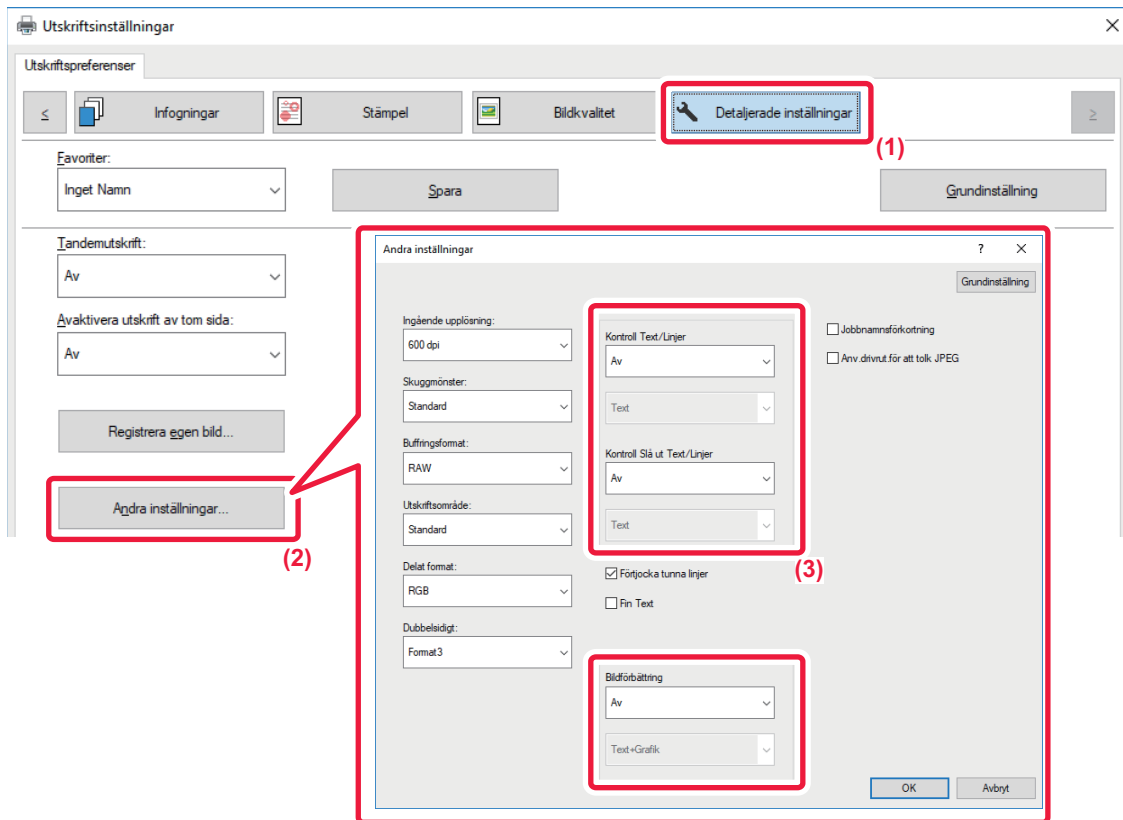 Utskriftsinställningar
Utskriftspreferenser
< Infogningar Stämpel Bildkvalitet Detaljerade inställningar >
(1)
Favoriter:
Inget Namn Spara Grundinställning
Tandemutskrift:
Av
Avaktivera utskrift av tom sida:
Av
Registrera egen bild...
Andra inställningar...
(2)
Andra inställningar ?
Grundinställning
Ingående upplösning:
600 dpi
Skuggmönster:
Standard
Buffringsformat:
RAW
Utskriftsområde:
Standard
Delat format:
RGB
Dubbelsidigt:
Format3
Kontroll Text/Linjer
Av
Text
Kontroll Slå ut Text/Linjer
Av
Text
(3)
Förtjocka tunna linjer
Fin Text
Bildförbättring
Av
Text+Grafik
Jobbnamnsförkortning
Anv.drivrut.för att tolk JPEG
OK Avbryt